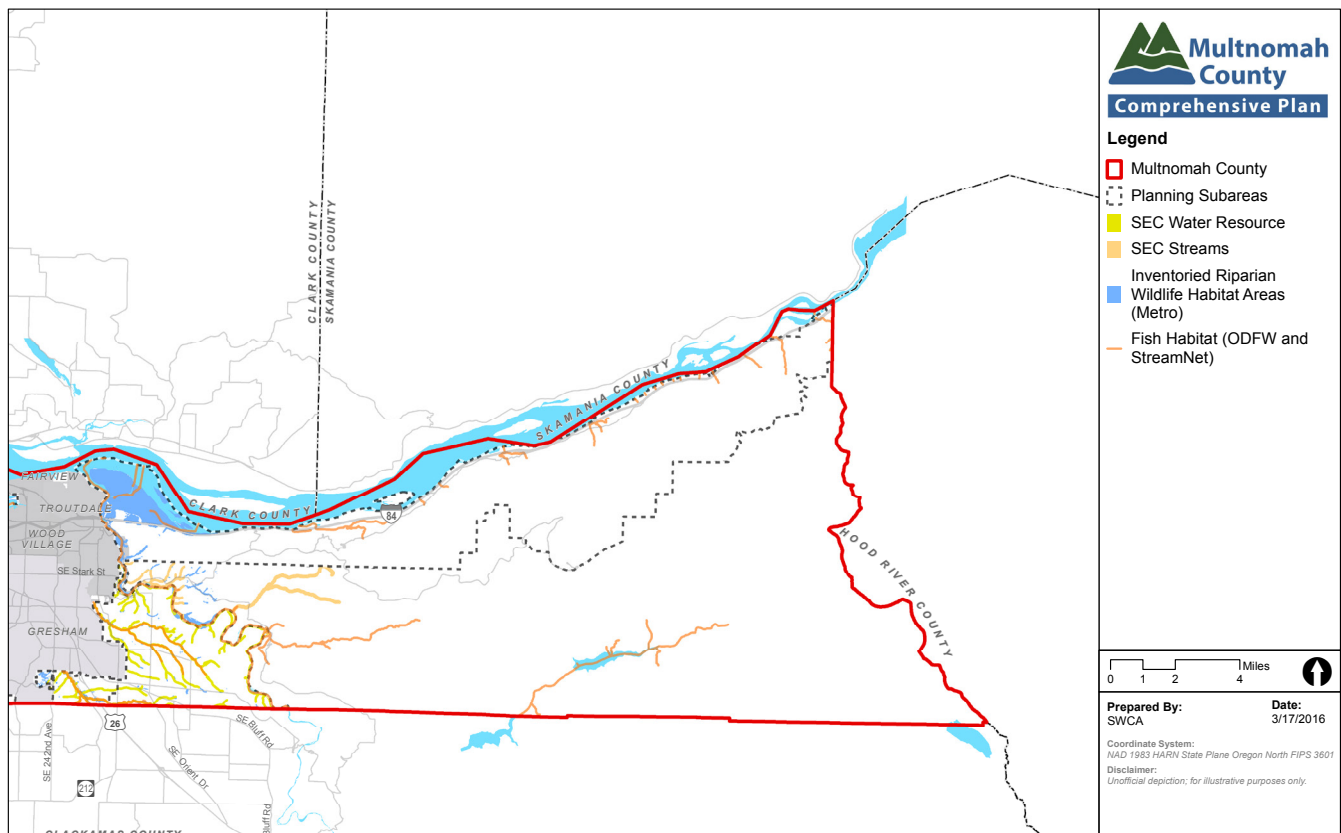 CLARK COUNTY
SKAMANIA COUNTY
SKAMANIA COUNTY
CLARK COUNTY
84
FAIRVIEW
TROUTDALE
WOOD
VILLAGE
SE Stark St
GRESHAM
HOOD RIVER COUNTY
26
SE 242nd Ave
212
SE Orient Dr
SE Bluff Rd
Bluff Rd
CLACKAMAS COUNTY
Multnomah
County
Comprehensive Plan
Legend
Multnomah County
Planning Subareas
SEC Water Resource
SEC Streams
Inventoried Riparian
Wildlife Habitat Areas
(Metro)
Fish Habitat (ODFW and
StreamNet)
Miles
0 1 2 4
Prepared By:
SWCA
Date:
3/17/2016
Coordinate System:
NAD 1983 HARN State Plane Oregon North FIPS 3601
Disclaimer:
Unofficial depiction; for illustrative purposes only.